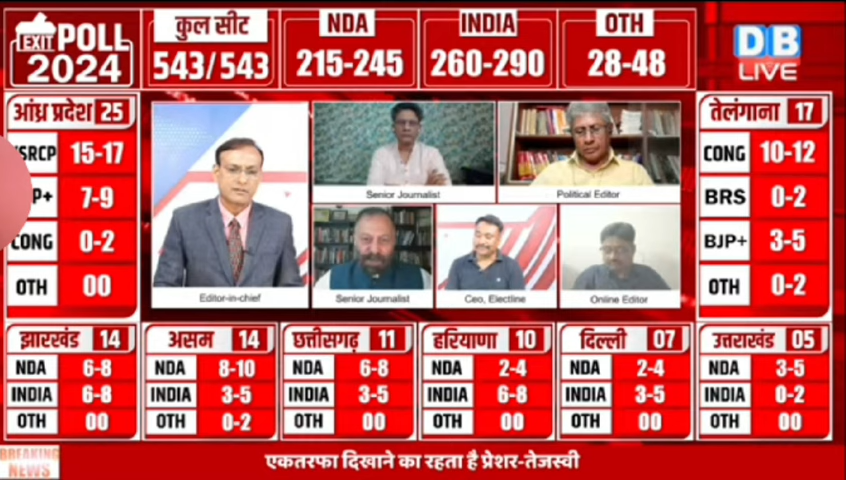 EXIT POLL
2024
कुल सीट
543/543
NDA
215-245
INDIA
260-290
OTH
28-48
DB
LIVE
आंध्र प्रदेश 25
YSRCP 15-17
P+ 7-9
CONG 0-2
OTH 00
Editor-in-chief
Senior Journalist
Political Editor
Senior Journalist
Ceo, Electline
Online Editor
तेलंगाना 17
CONG 10-12
BRS 0-2
BJP+ 3-5
OTH 0-2
झारखंड 14
NDA 6-8
INDIA 6-8
OTH 00
असम 14
NDA 8-10
INDIA 3-5
OTH 0-2
छत्तीसगढ़ 11
NDA 6-8
INDIA 3-5
OTH 00
हरियाणा 10
NDA 2-4
INDIA 6-8
OTH 00
दिल्ली 07
NDA 2-4
INDIA 3-5
OTH 00
उत्तराखंड 05
NDA 3-5
INDIA 0-2
OTH 00
BREAKING
NEWS
एकतरफा दिखाने का रहता है प्रेशर-तेजस्वी